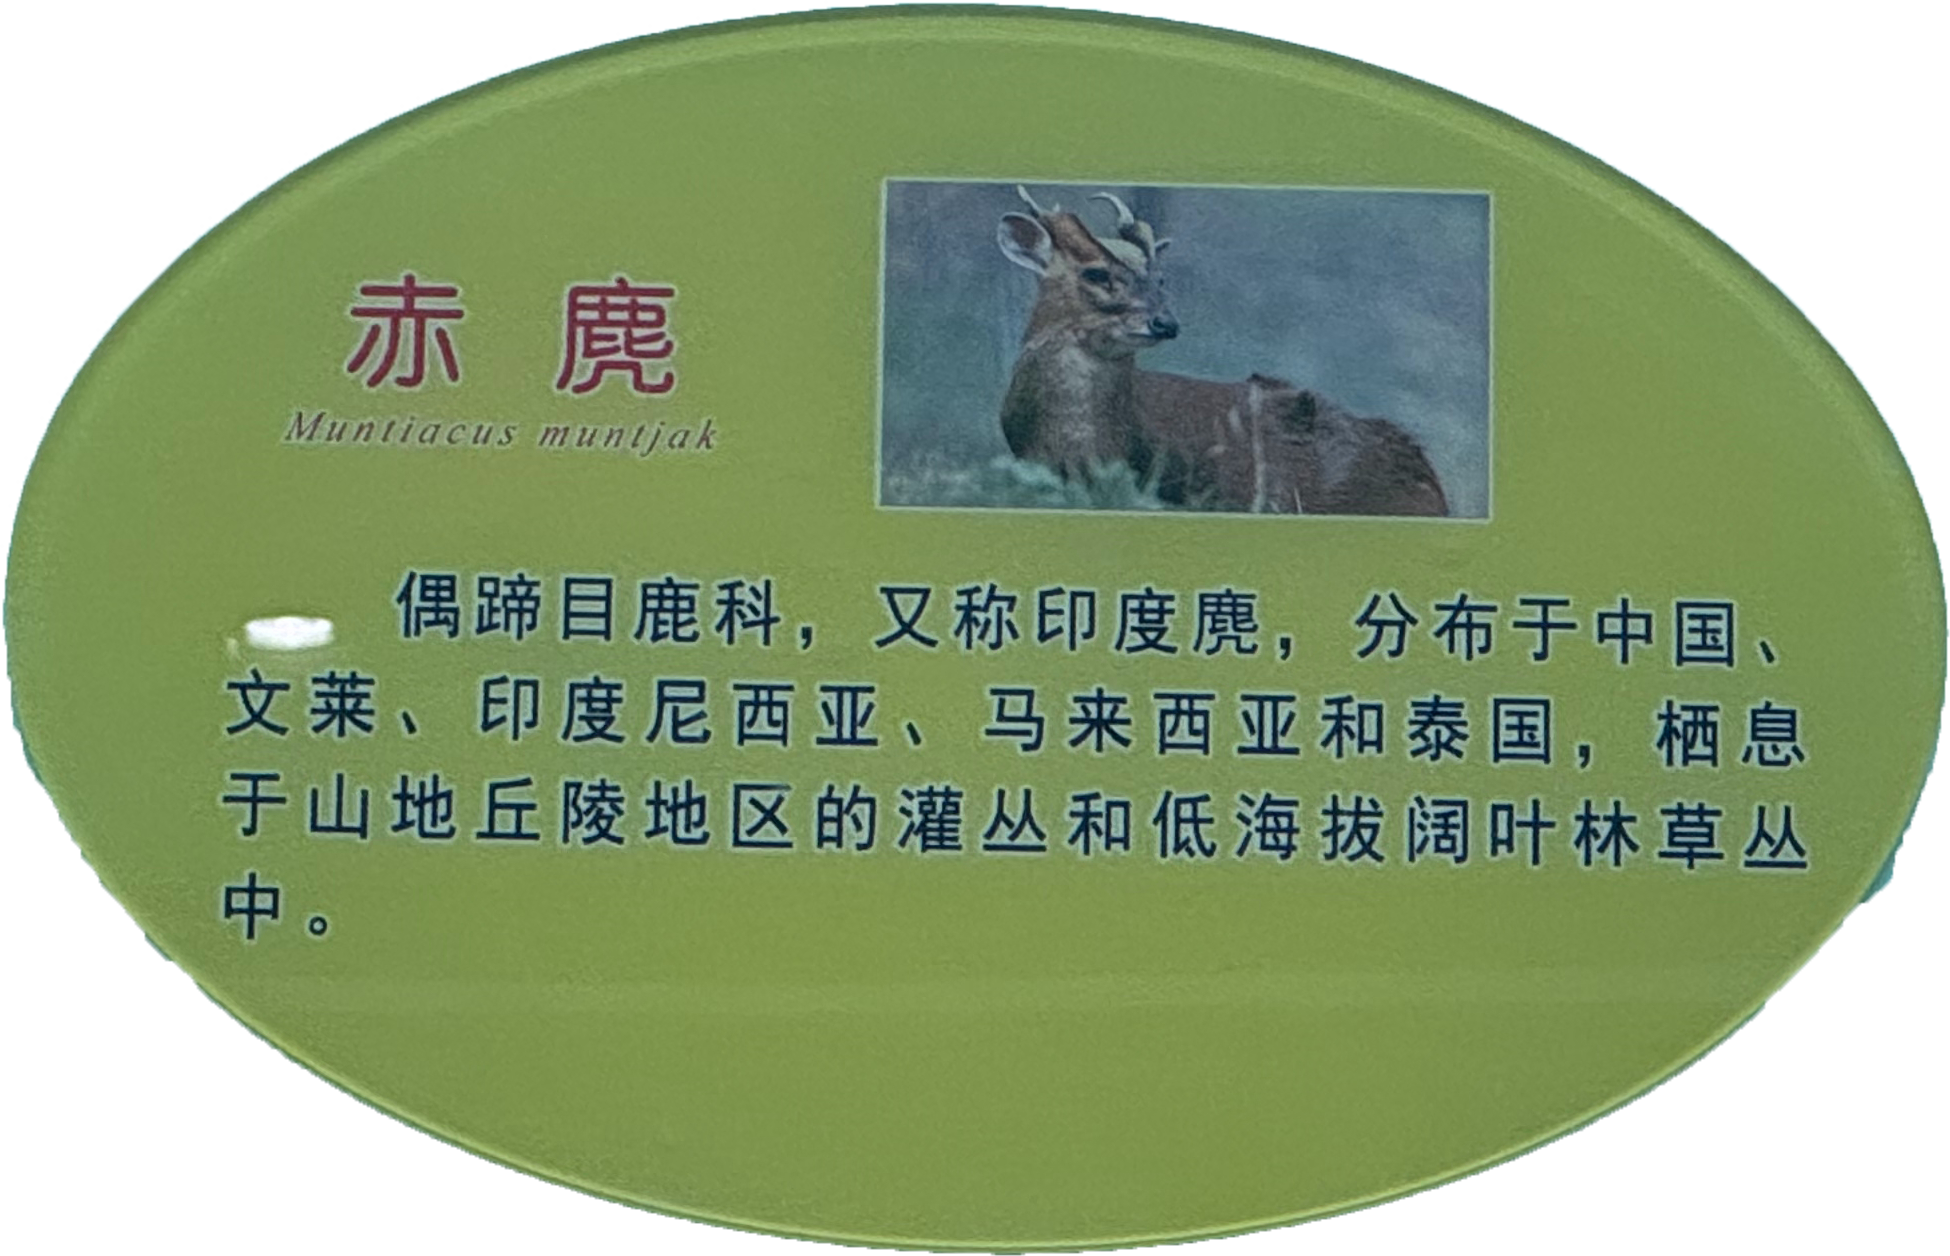 赤麂
Muntiacus muntjak
偶蹄目鹿科，又称印度麂，分布于中国、
文莱、印度尼西亚、马来西亚和泰国，栖息
于山地丘陵地区的灌丛和低海拔阔叶林草丛
中。